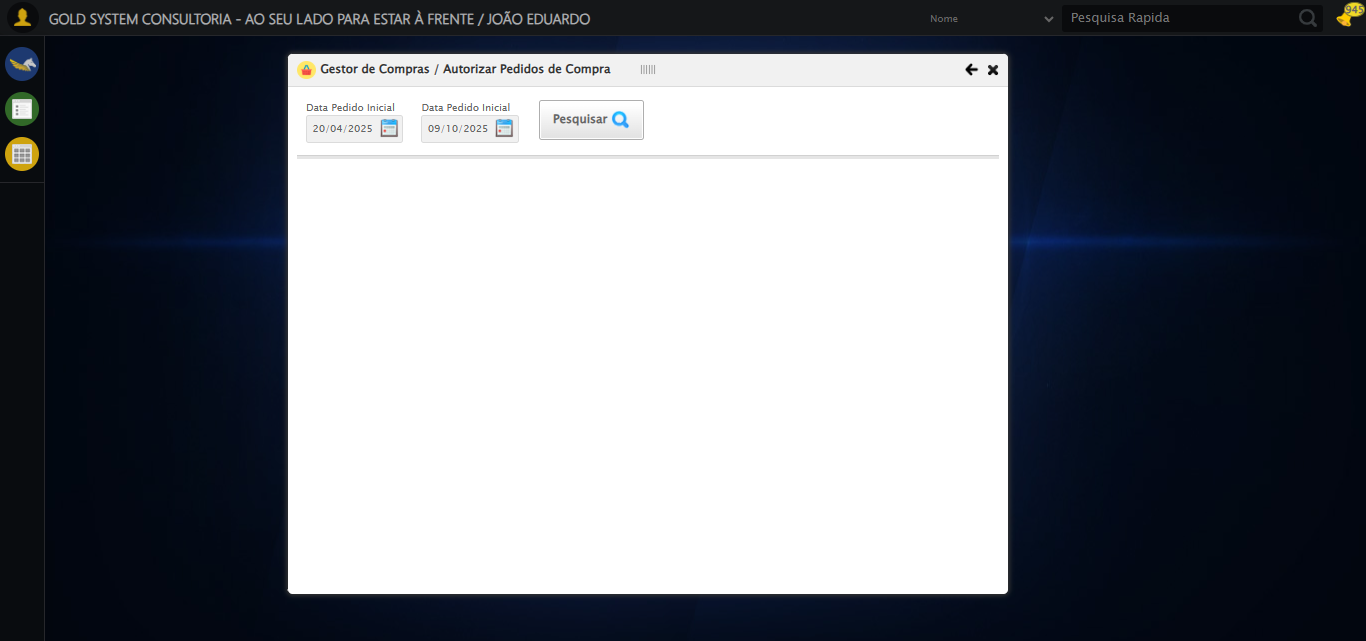 GOLD SYSTEM CONSULTORIA - AO SEU LADO PARA ESTAR À FRENTE / JOÃO EDUARDO
Nome
Pesquisa Rapida
945
Gestor de Compras / Autorizar Pedidos de Compra
Data Pedido Inicial
Data Pedido Inicial
20/04/2025
09/10/2025
Pesquisar